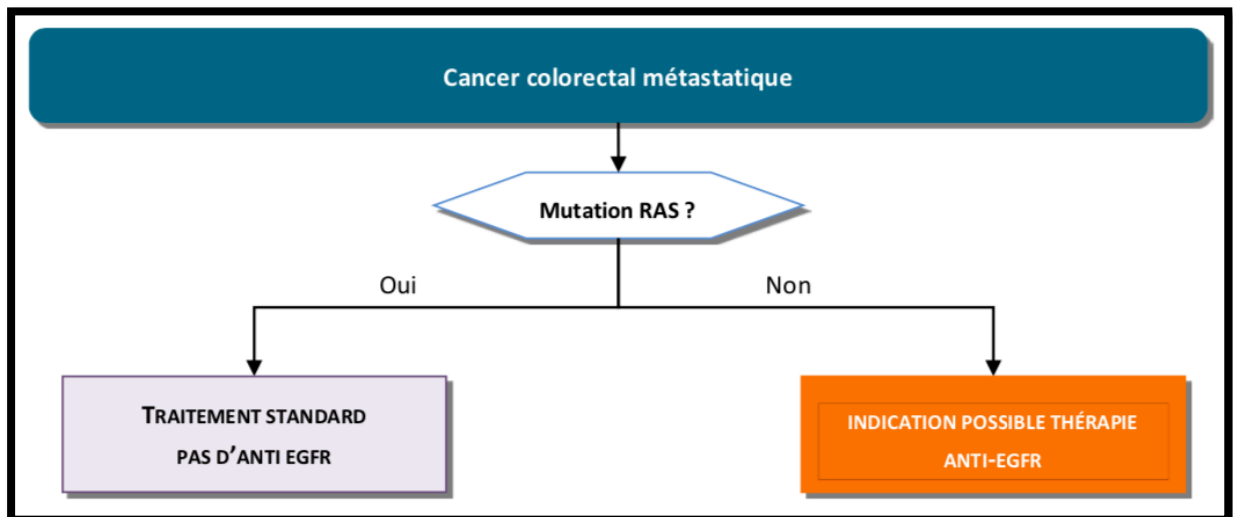 Cancer colorectal métastatique
Mutation RAS ?
Oui
Non
TRAITEMENT STANDARD
PAS D'ANTI EGFR
INDICATION POSSIBLE THÉRAPIE
ANTI-EGFR